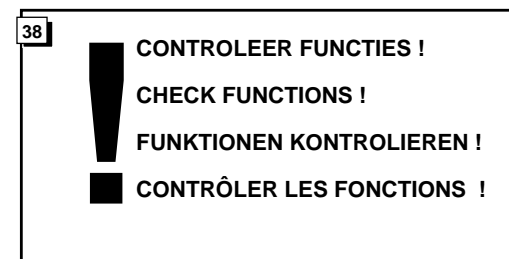 38
CONTROLEER FUNCTIES !
CHECK FUNCTIONS !
FUNKTIONEN KONTROLIEREN !
CONTRÔLER LES FONCTIONS !